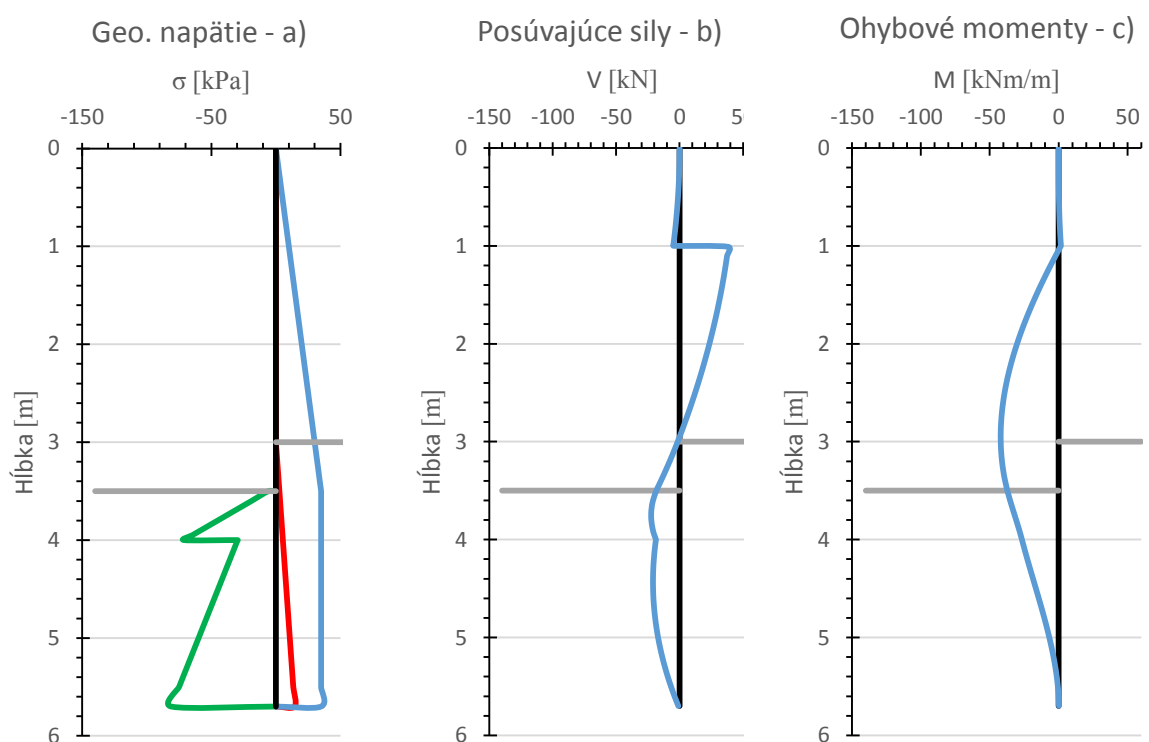 Geo. napätie - a)
σ [kPa]
-150 -50 50
0
1
2
3
4
5
6
Hĺbka [m]
Posúvajúce sily - b)
V [kN]
-150 -100 -50 0 50
0
1
2
3
4
5
6
Hĺbka [m]
Ohybové momenty - c)
M [kNm/m]
-150 -100 -50 0 50
0
1
2
3
4
5
6
Hĺbka [m]